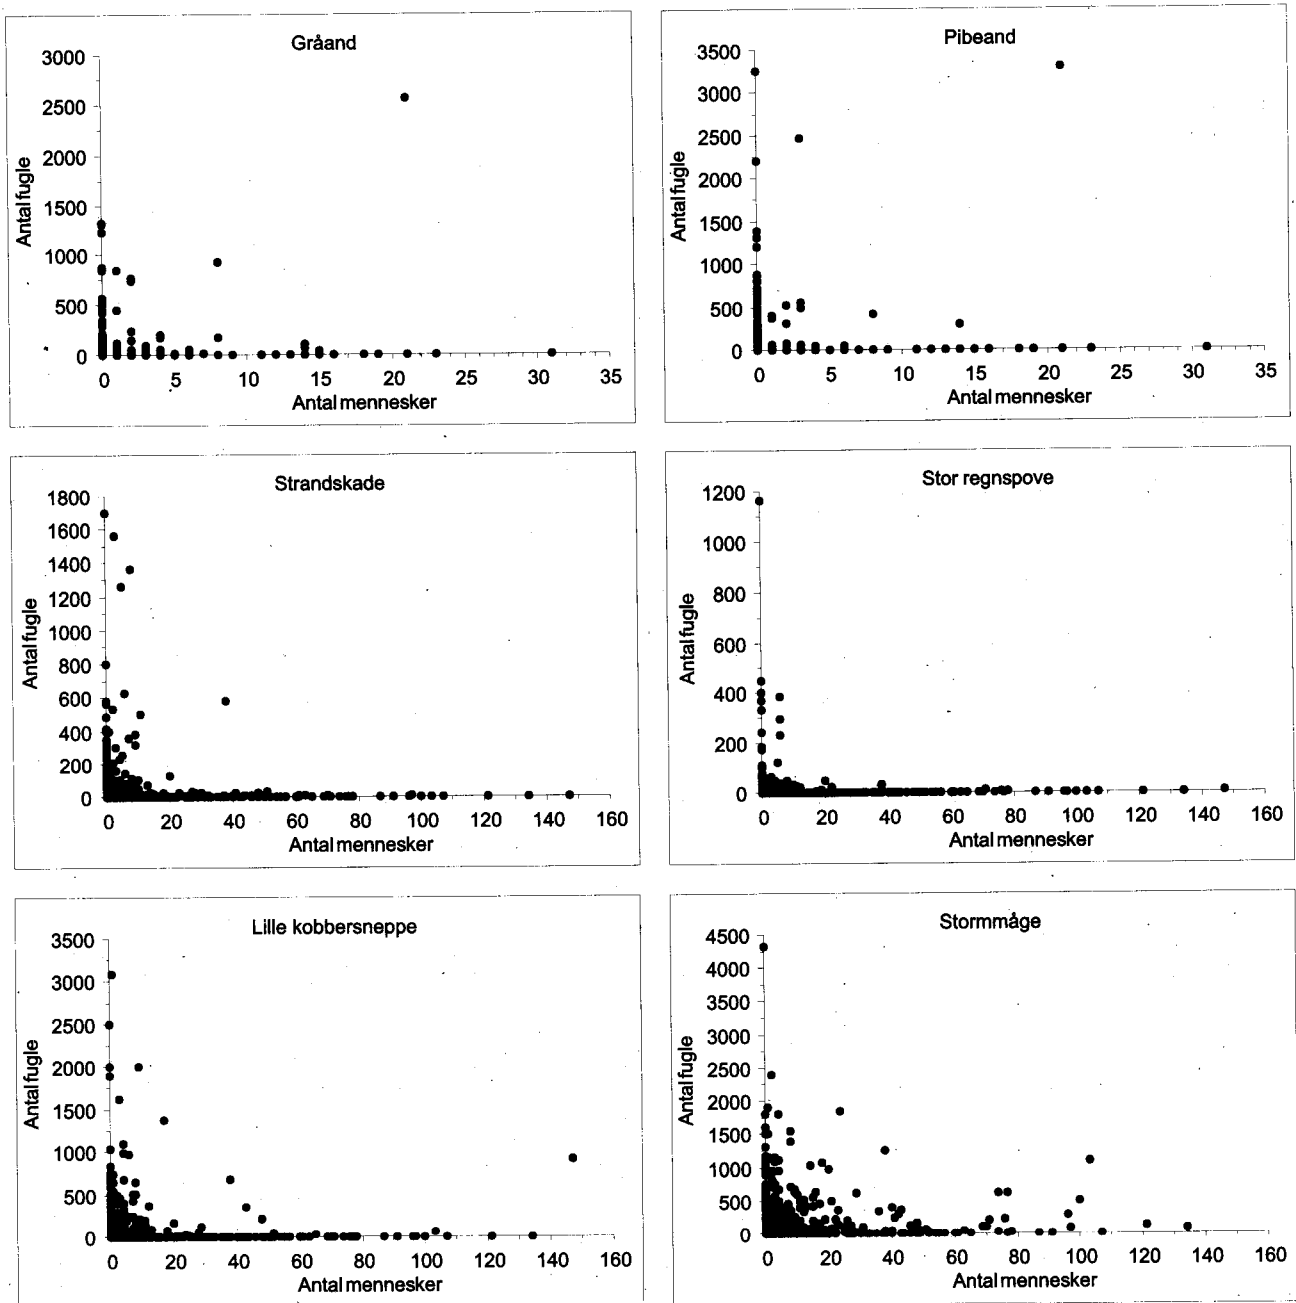 Gråand
3000
2500
2000
1500
1000
500
0
Antal fugle
0 5 10 15 20 25 30 35
Antal mennesker
Pibeand
3500
3000
2500
2000
1500
1000
500
0
Antal fugle
0 5 10 15 20 25 30 35
Antal mennesker
Strandskade
1800
1600
1400
1200
1000
800
600
400
200
0
Antal fugle
0 20 40 60 80 100 120 140 160
Antal mennesker
Stor regnspove
1200
1000
800
600
400
200
0
Antal fugle
0 20 40 60 80 100 120 140 160
Antal mennesker
Lille kobbersneppe
3500
3000
2500
2000
1500
1000
500
0
Antal fugle
0 20 40 60 80 100 120 140 160
Antal mennesker
Stormmåge
4500
4000
3500
3000
2500
2000
1500
1000
500
0
Antal fugle
0 20 40 60 80 100 120 140 160
Antal mennesker